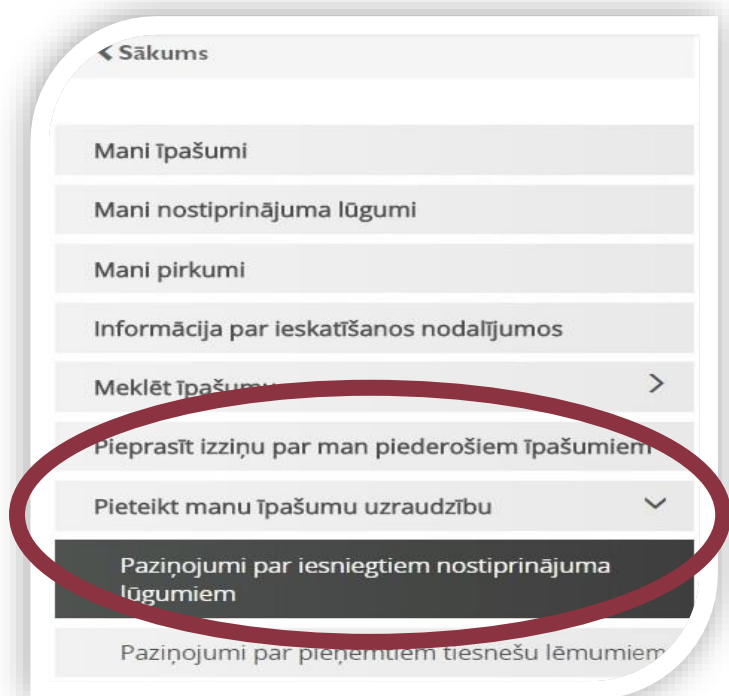 Sākums
Mani īpašumi
Mani nostiprinājuma lūgumi
Mani pirkumi
Informācija par ieskatīšanos nodalījumos
Meklēt īpašumu
Pieprasīt izziņu par man piederošiem īpašumiem
Pieteikt manu īpašumu uzraudzību
Paziņojumi par iesniegtiem nostiprinājuma
lūgumiem
Paziņojumi par pieņemtiem tiesnešu lēmumiem